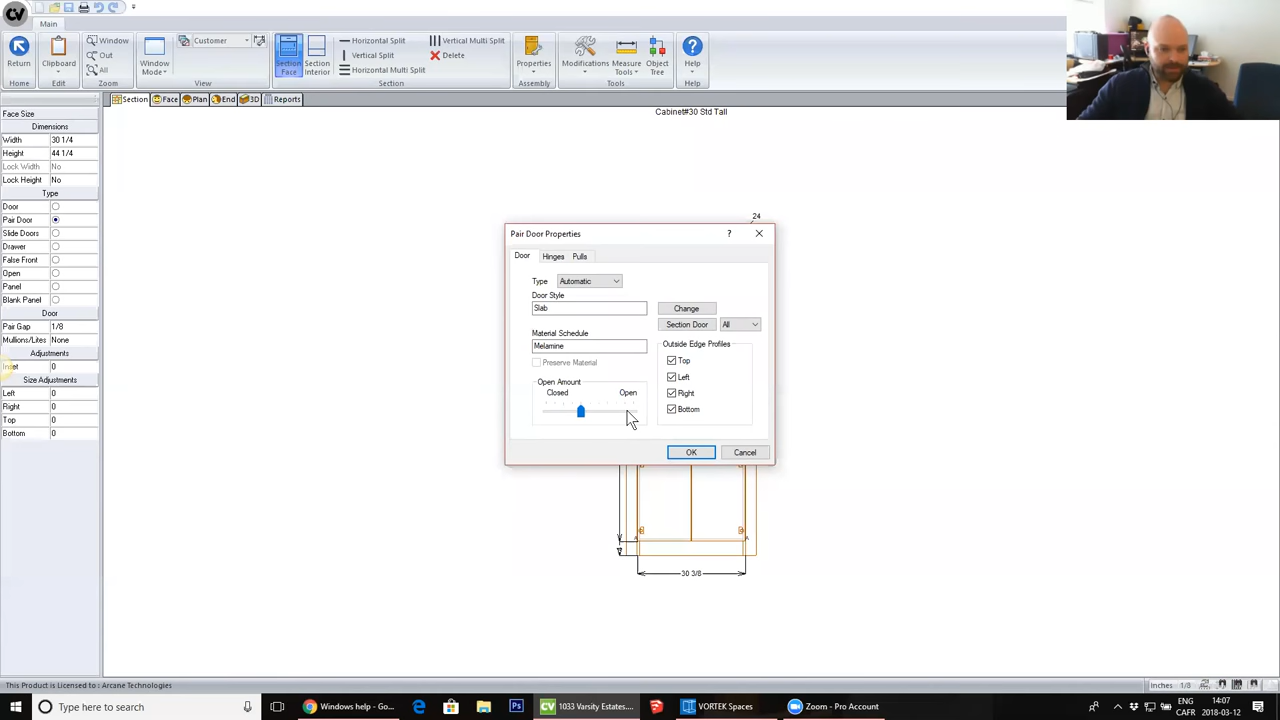 CV
Main
Return
Clipboard
Window
Out
All
Window
Mode
Customer
Section
Face
Section
Interior
Horizontal Split
Vertical Split
Horizontal Multi Split
Vertical Multi Split
Delete
Properties
Modifications
Measure
Tools
Object
Tree
Help
Home
Edit
Zoom
View
Section
Assembly
Tools
Help
Section
Face
Plan
End
3D
Reports
Cabinet#30 Std Tall
Face Size
Dimensions
Width 30 1/4
Height 44 1/4
Lock Width No
Lock Height No
Type
Door
Pair Door
Slide Doors
Drawer
False Front
Open
Panel
Blank Panel
Door
Pair Gap 1/8
Mullions/Lites None
Adjustments
Inset 0
Size Adjustments
Left 0
Right 0
Top 0
Bottom 0
24
Pair Door Properties
?
Door
Hinges
Pulls
Type Automatic
Door Style
Slab
Change
Section Door
All
Material Schedule
Melamine
Preserve Material
Outside Edge Profiles
Top
Left
Right
Bottom
Open Amount
Closed
Open
OK
Cancel
30 3/8
This Product is Licensed to : Arcane Technologies
Inches 1/8
Type here to search
Windows help - Go...
Ps
CV
1033 Varsity Estates....
VORTEK Spaces
Zoom - Pro Account
ENG
CAFR
14:07
2018-03-12